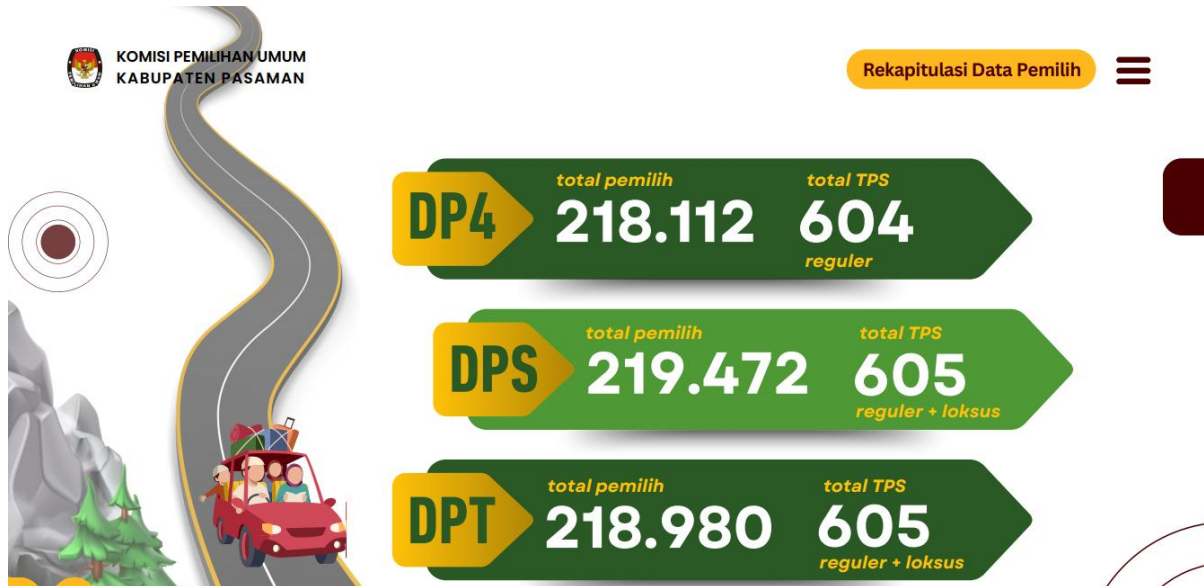 KOMISI PEMILIHAN UMUM
KABUPATEN PASAMAN
Rekapitulasi Data Pemilih
DP4
total pemilih
218.112
total TPS
604
reguler
DPS
total pemilih
219.472
total TPS
605
reguler + loksus
DPT
total pemilih
218.980
total TPS
605
reguler + loksus